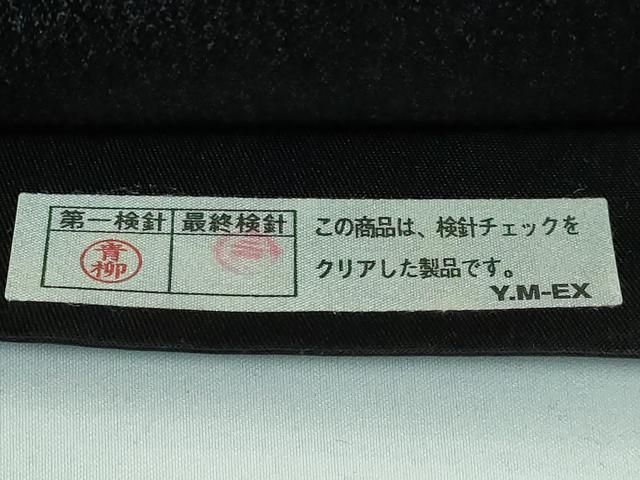 第一検針 最終検針
青柳
この商品は、検針チェックを
クリアした製品です。
Y.M-EX